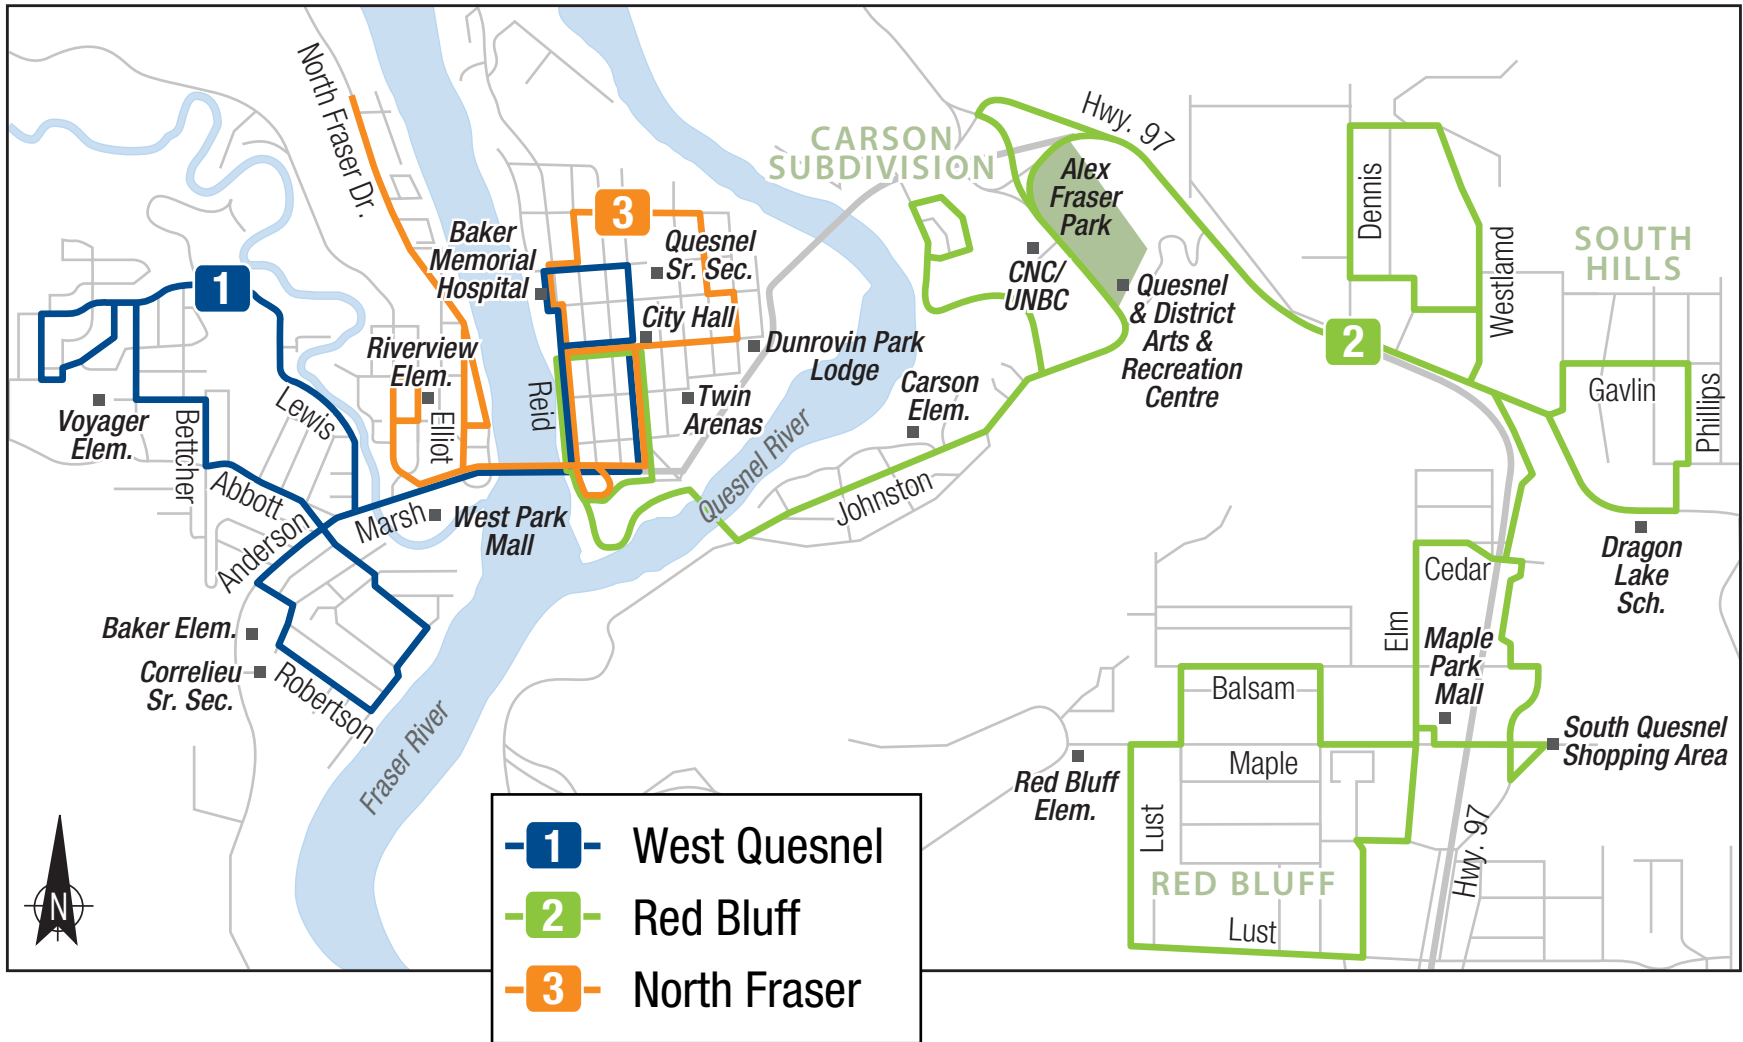 North Fraser Dr.
Hwy. 97
CARSON
SUBDIVISION
Alex
Fraser
Park
3
Baker
Memorial
Hospital
Quesnel
Sr. Sec.
Dennis
Westlamd
SOUTH
HILLS
CNC/
UNBC
Quesnel
& District
Arts &
Recreation
Centre
1
City Hall
2
Dunrovin Park
Lodge
Riverview
Elem.
Reid
Carson
Elem.
Gavlin
Phillips
Voyager
Elem.
Bettcher
Lewis
Elliot
Twin
Arenas
Quesnel River
Abbott
Johnston
Anderson
Marsh
West Park
Mall
Dragon
Lake
Sch.
Cedar
Elm
Maple
Park
Mall
Baker Elem.
Correlieu
Sr. Sec.
Robertson
Fraser River
Balsam
South Quesnel
Shopping Area
Maple
Red Bluff
Elem.
Lust
Hwy. 97
RED BLUFF
Lust
N
1 West Quesnel
2 Red Bluff
3 North Fraser